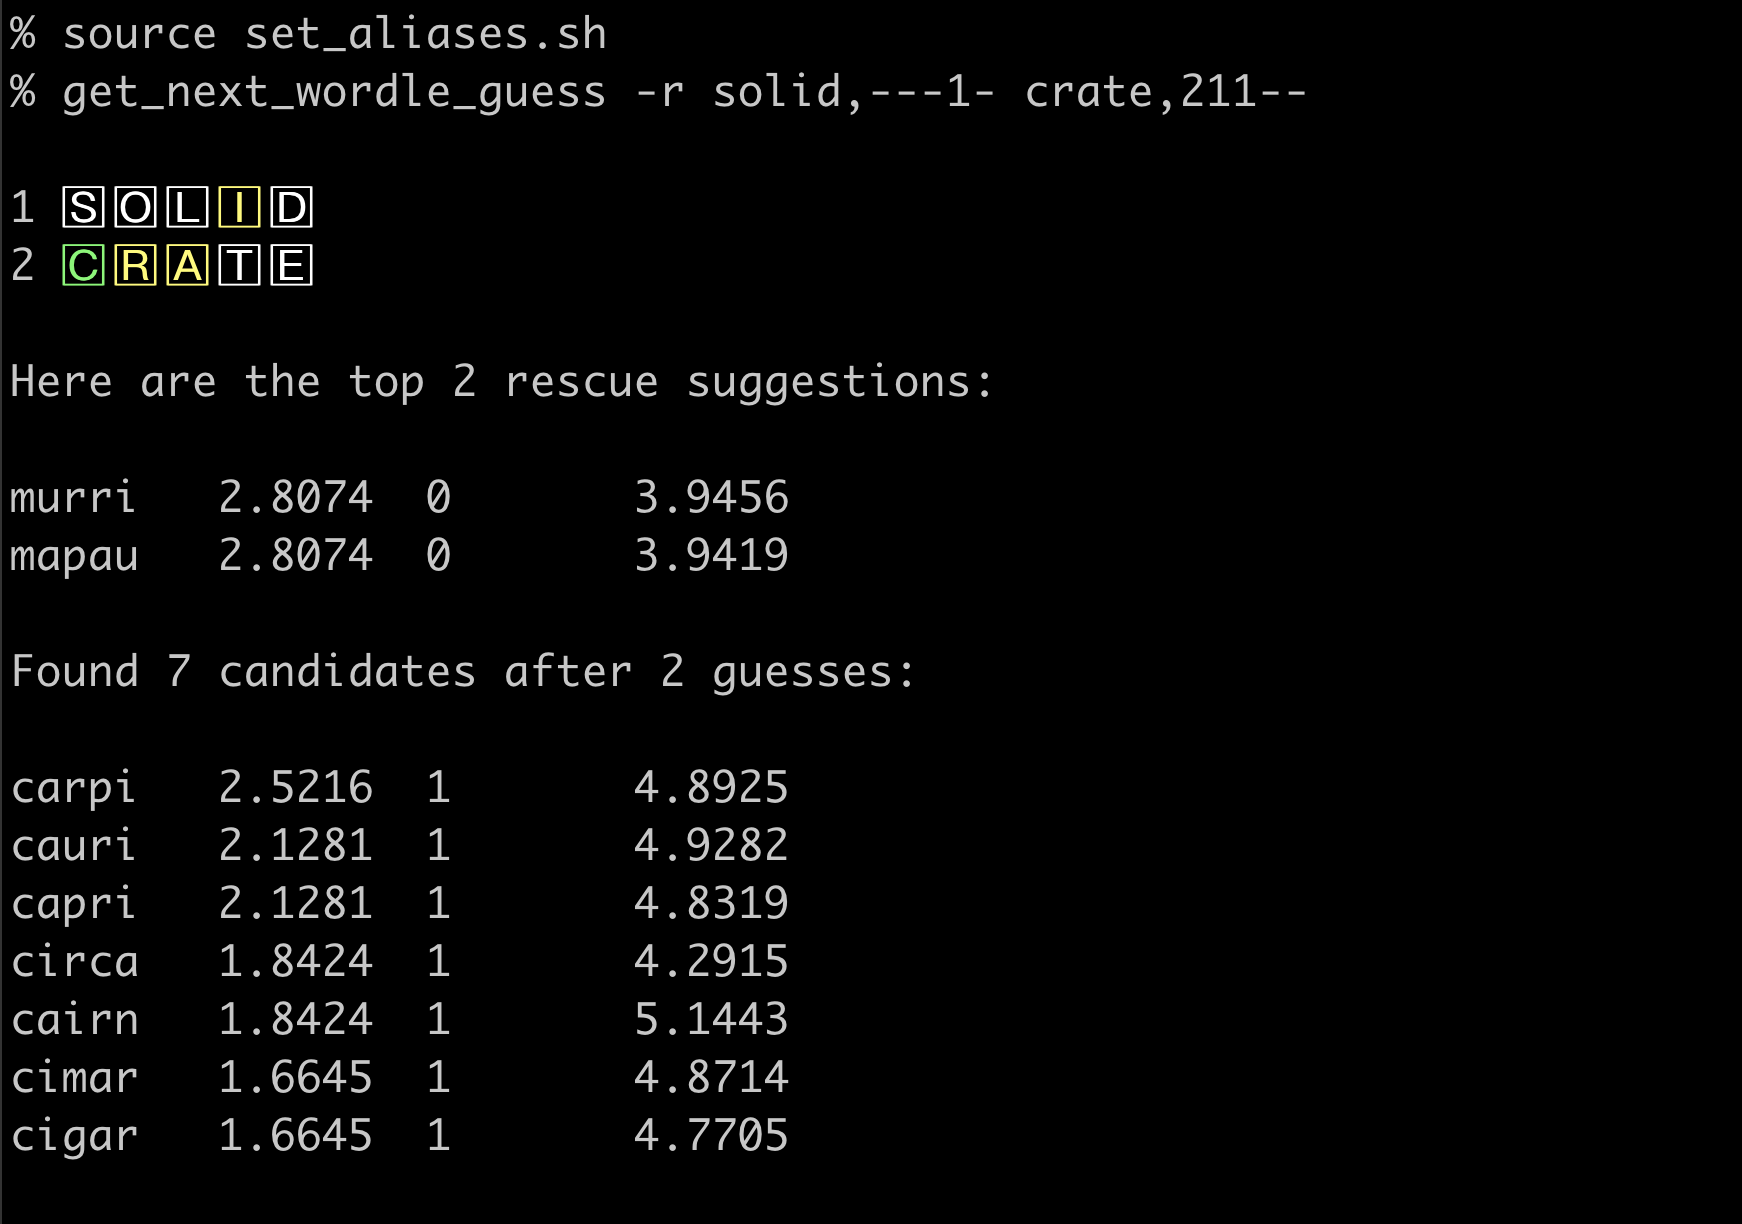 % source set_aliases.sh
% get_next_wordle_guess -r solid,---1- crate,211--
1 SOLID
2 CRATE
Here are the top 2 rescue suggestions:
murri 2.8074 0 3.9456
mapau 2.8074 0 3.9419
Found 7 candidates after 2 guesses:
carpi 2.5216 1 4.8925
cauri 2.1281 1 4.9282
capri 2.1281 1 4.8319
circa 1.8424 1 4.2915
cairn 1.8424 1 5.1443
cimar 1.6645 1 4.8714
cigar 1.6645 1 4.7705